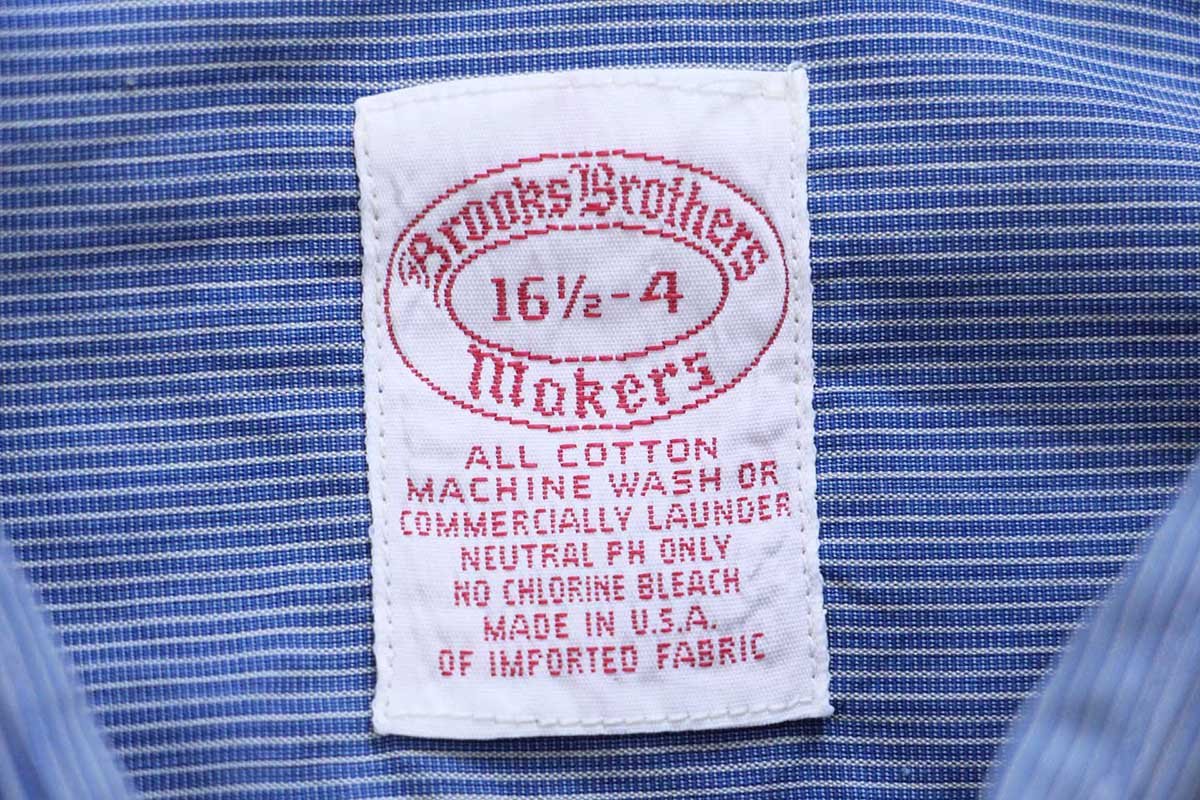 Brooks Brothers
16½-4
Makers
ALL COTTON
MACHINE WASH OR
COMMERCIALLY LAUNDER
NEUTRAL PH ONLY
NO CHLORINE BLEACH
MADE IN U.S.A.
OF IMPORTED FABRIC